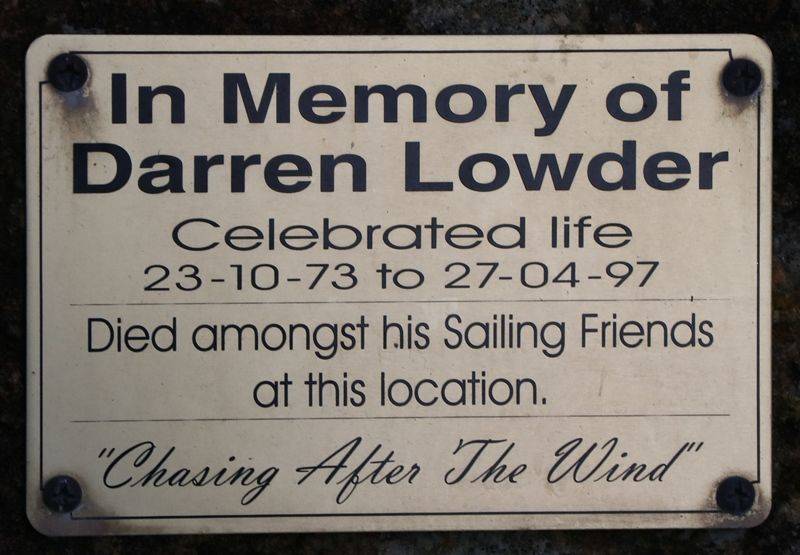 In Memory of
Darren Lowder
Celebrated life
23-10-73 to 27-04-97
Died amongst his Sailing Friends
at this location.
"Chasing After The Wind"